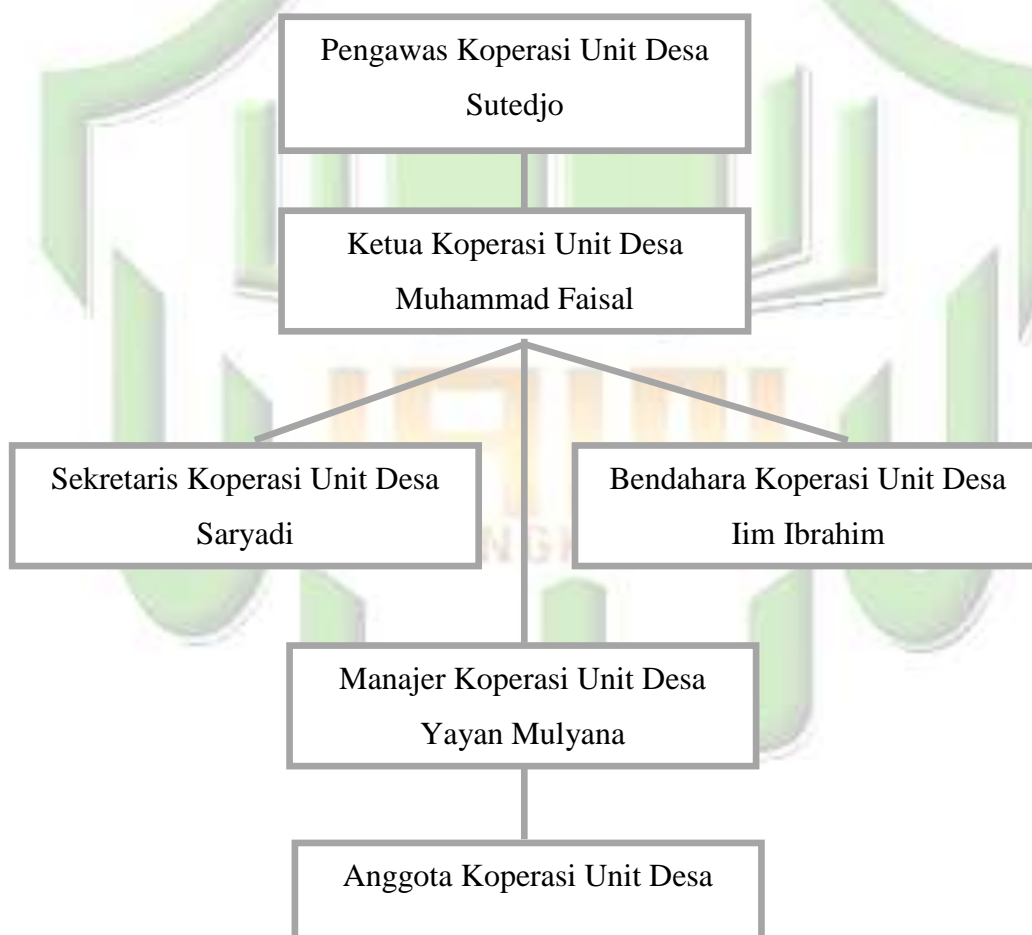 Pengawas Koperasi Unit Desa
Sutedjo
Ketua Koperasi Unit Desa
Muhammad Faisal
Sekretaris Koperasi Unit Desa
Saryadi
Bendahara Koperasi Unit Desa
Iim Ibrahim
Manajer Koperasi Unit Desa
Yayan Mulyana
Anggota Koperasi Unit Desa